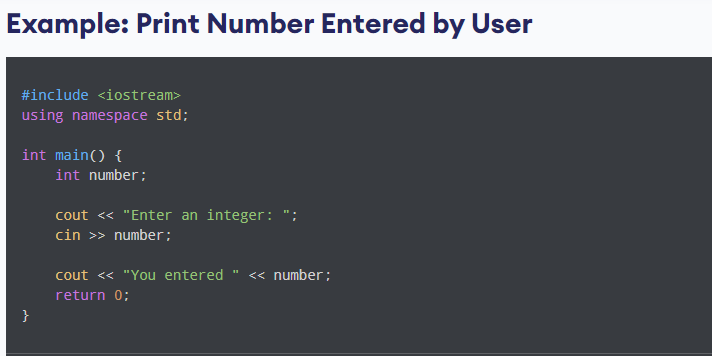 Example: Print Number Entered by User
#include <iostream>
using namespace std;
int main() {
    int number;
    cout << "Enter an integer: ";
    cin >> number;
    cout << "You entered " << number;
    return 0;
}